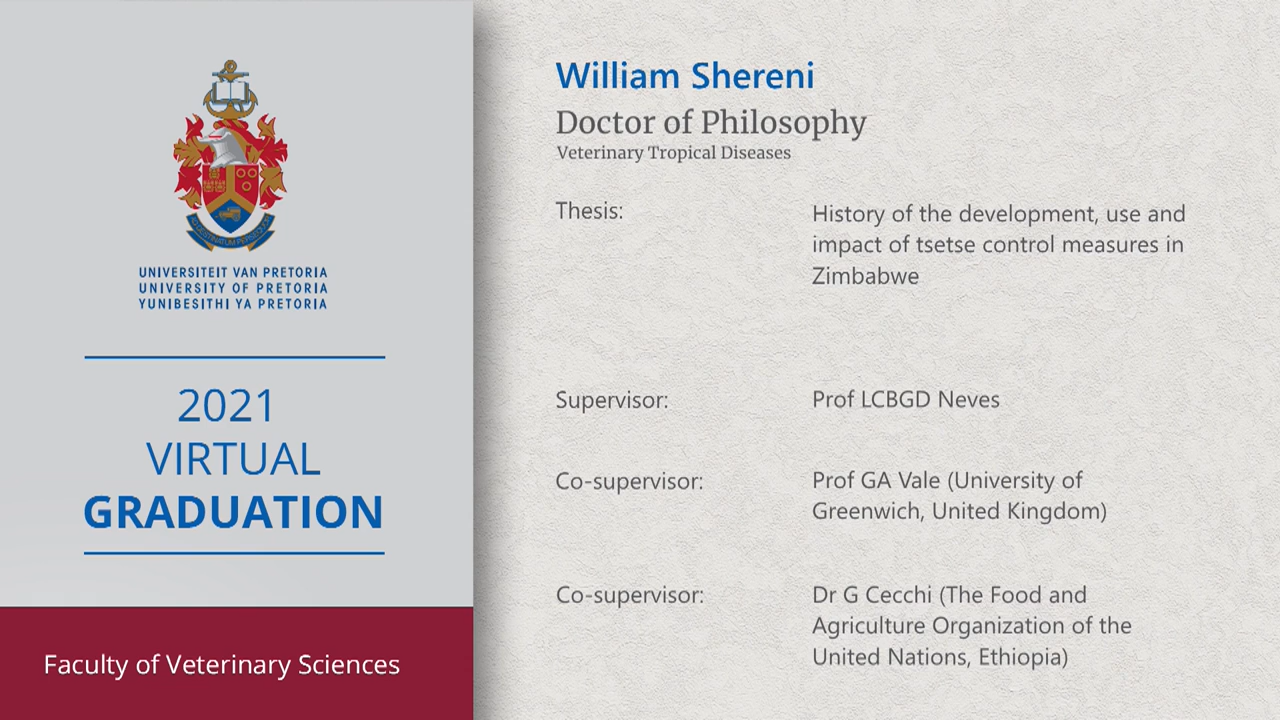 UNIVERSITEIT VAN PRETORIA
UNIVERSITY OF PRETORIA
YUNIBESITHI YA PRETORIA
2021
VIRTUAL
GRADUATION
Faculty of Veterinary Sciences
William Shereni
Doctor of Philosophy
Veterinary Tropical Diseases
Thesis:
History of the development, use and
impact of tsetse control measures in
Zimbabwe
Supervisor:
Prof LCBGD Neves
Co-supervisor:
Prof GA Vale (University of
Greenwich, United Kingdom)
Co-supervisor:
Dr G Cecchi (The Food and
Agriculture Organization of the
United Nations, Ethiopia)